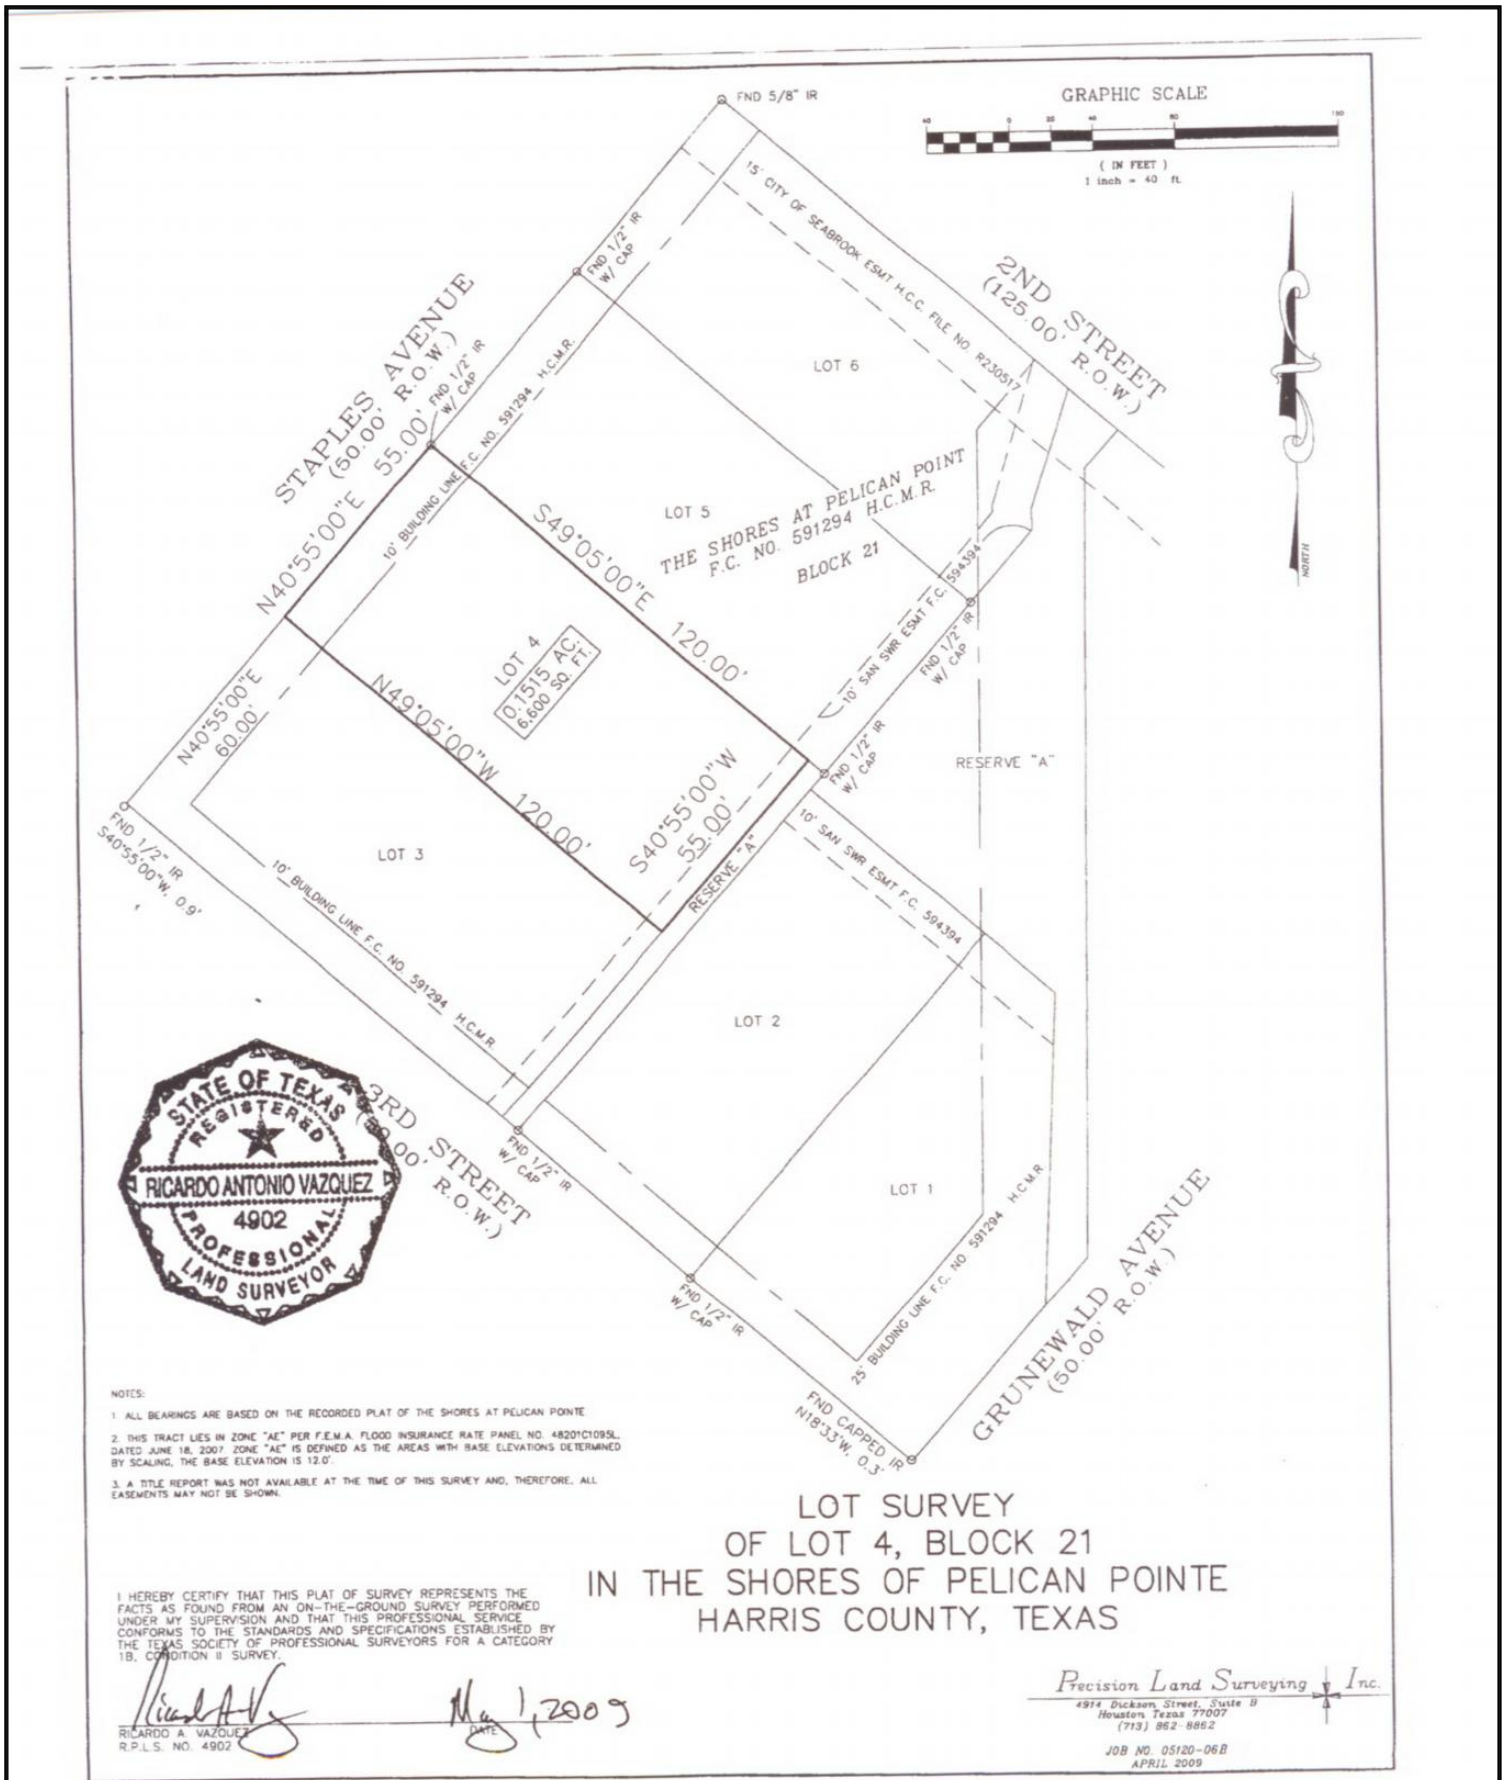 FND 5/8" IR
GRAPHIC SCALE
40 0 20 40 80 160
( IN FEET )
1 inch = 40 ft.
15' CITY OF SEABROOK ESMT H.C.C. FILE NO. R230517
2ND STREET
(125.00' R.O.W.)
FND 1/2" IR
W/ CAP
STAPLES AVENUE
(50.00' R.O.W.)
FND 1/2" IR
W/ CAP
N40°55'00"E 55.00'
10' BUILDING LINE F.C. NO. 591294 H.C.M.R.
LOT 6
LOT 5
THE SHORES AT PELICAN POINT
F.C. NO. 591294 H.C.M.R.
BLOCK 21
NORTH
S49°05'00"E 120.00'
LOT 4
0.1515 AC.
6,600 SQ. FT.
10' SAN SWR ESMT F.C. 594394
FND 1/2" IR
W/ CAP
N40°55'00"E
60.00'
N49°05'00"W 120.00'
S40°55'00"W
55.00'
FND 1/2" IR
W/ CAP
RESERVE "A"
RESERVE "A"
FND 1/2" IR
S40°55'00"W, 0.9'
LOT 3
10' BUILDING LINE F.C. NO. 591294 H.C.M.R.
10' SAN SWR ESMT F.C. 594394
LOT 2
LOT 1
3RD STREET
R.O.W.)
FND 1/2" IR
W/ CAP
FND 1/2" IR
W/ CAP
25' BUILDING LINE F.C. NO. 591294 H.C.M.R
GRUNEWALD AVENUE
(50.00' R.O.W.)
FND CAPPED IR
N18°33'W, 0.3'
STATE OF TEXAS
REGISTERED
RICARDO ANTONIO VAZQUEZ
4902
PROFESSIONAL
LAND SURVEYOR
NOTES:
1. ALL BEARINGS ARE BASED ON THE RECORDED PLAT OF THE SHORES AT PELICAN POINTE
2. THIS TRACT LIES IN ZONE "AE" PER F.E.M.A. FLOOD INSURANCE RATE PANEL NO. 48201C1095L,
DATED JUNE 18, 2007. ZONE "AE" IS DEFINED AS THE AREAS WITH BASE ELEVATIONS DETERMINED
BY SCALING, THE BASE ELEVATION IS 12.0'.
3. A TITLE REPORT WAS NOT AVAILABLE AT THE TIME OF THIS SURVEY AND, THEREFORE, ALL
EASEMENTS MAY NOT BE SHOWN.
LOT SURVEY
OF LOT 4, BLOCK 21
IN THE SHORES OF PELICAN POINTE
HARRIS COUNTY, TEXAS
I HEREBY CERTIFY THAT THIS PLAT OF SURVEY REPRESENTS THE
FACTS AS FOUND FROM AN ON-THE-GROUND SURVEY PERFORMED
UNDER MY SUPERVISION AND THAT THIS PROFESSIONAL SERVICE
CONFORMS TO THE STANDARDS AND SPECIFICATIONS ESTABLISHED BY
THE TEXAS SOCIETY OF PROFESSIONAL SURVEYORS FOR A CATEGORY
1B, CONDITION II SURVEY.
May 1, 2009
RICARDO A. VAZQUEZ
R.P.L.S. NO. 4902
DATE
Precision Land Surveying Inc.
4914 Dickson Street, Suite B
Houston Texas 77007
(713) 862-8862
JOB NO. 05120-06B
APRIL 2009